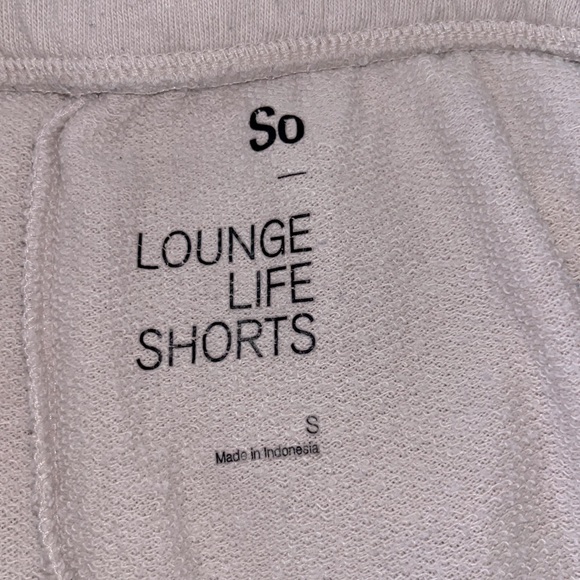 So
—
LOUNGE
LIFE
SHORTS
S
Made in Indonesia